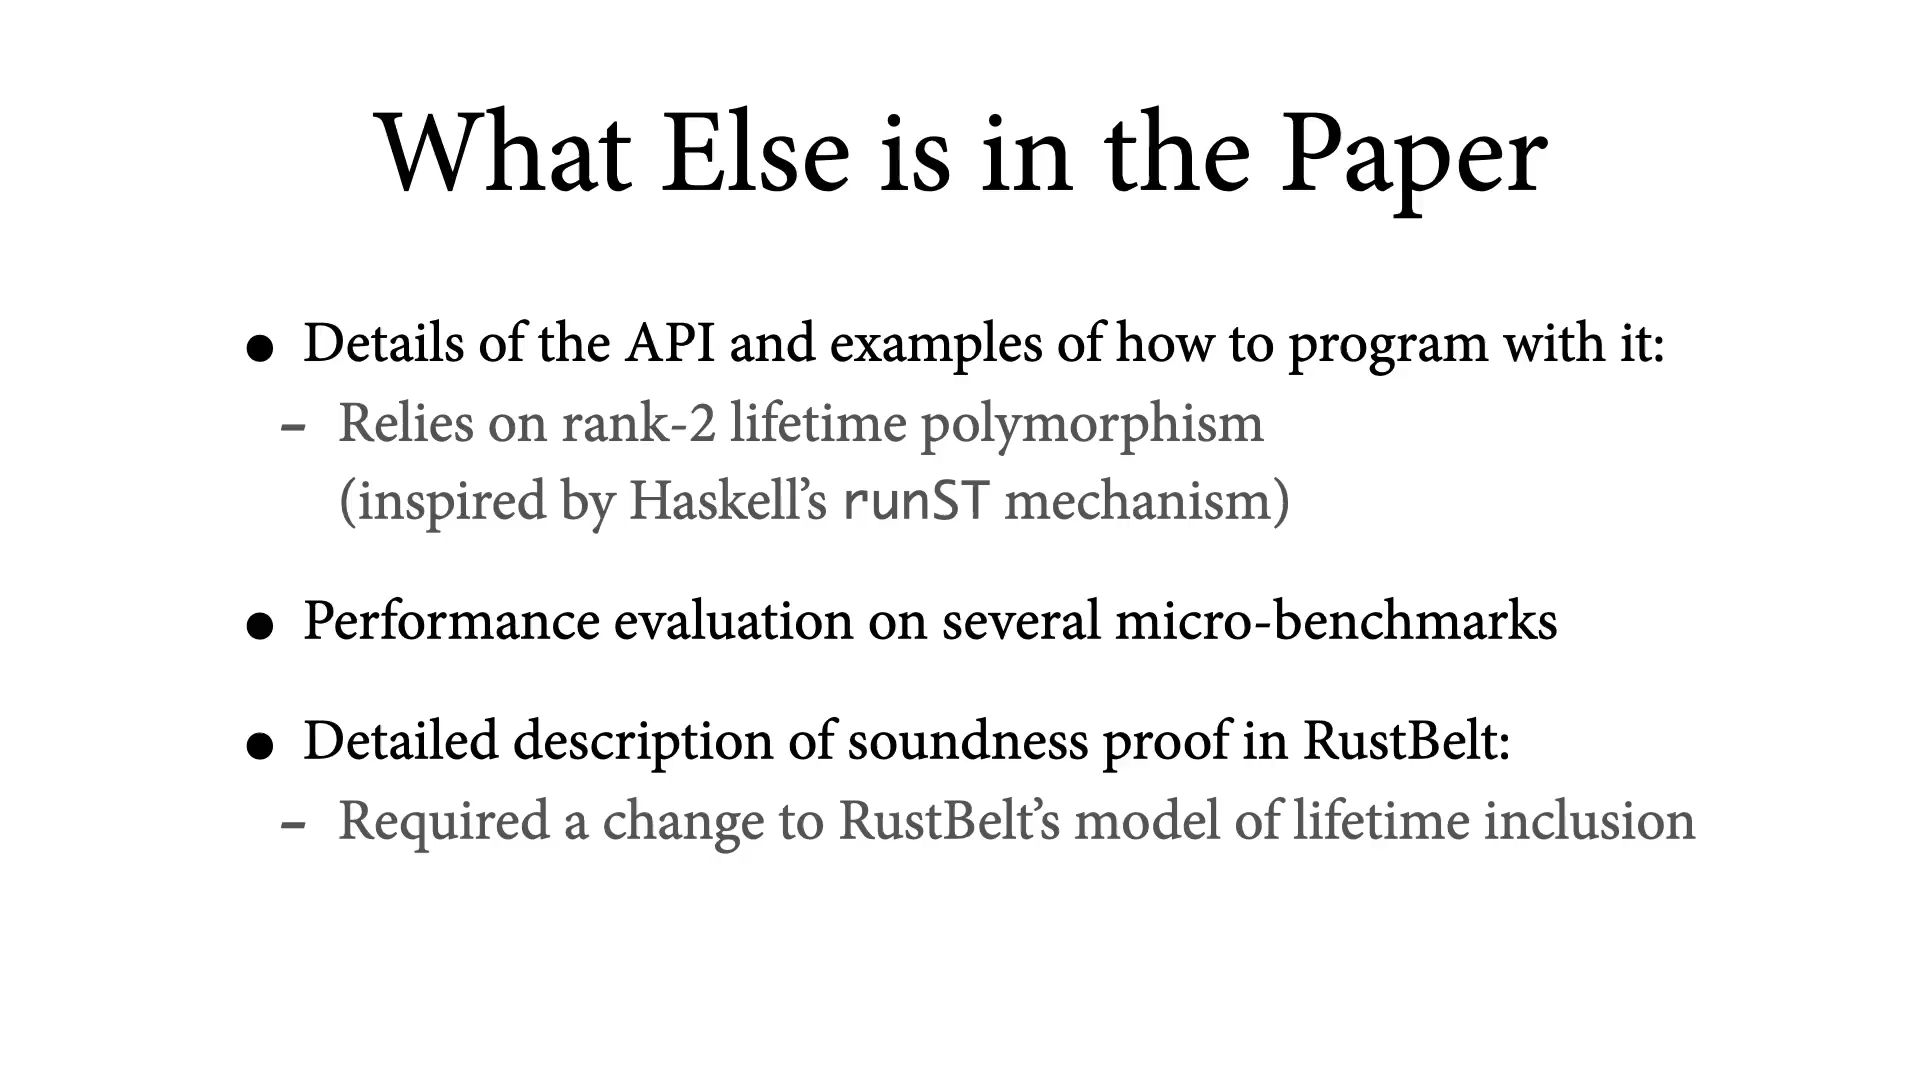 What Else is in the Paper
● Details of the API and examples of how to program with it:
– Relies on rank-2 lifetime polymorphism
(inspired by Haskell’s runST mechanism)
● Performance evaluation on several micro-benchmarks
● Detailed description of soundness proof in RustBelt:
– Required a change to RustBelt’s model of lifetime inclusion